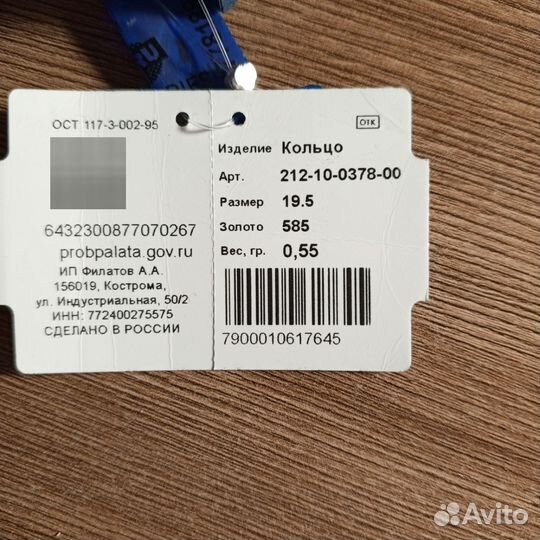 ОСТ 117-3-002-95
6432300877070267
probpalata.gov.ru
ИП Филатов А.А.
156019, Кострома,
ул. Индустриальная, 50/2
ИНН: 772400275575
СДЕЛАНО В РОССИИ
ОТК
Изделие Кольцо
Арт. 212-10-0378-00
Размер 19.5
Золото 585
Вес, гр. 0,55
7900010617645
Avito